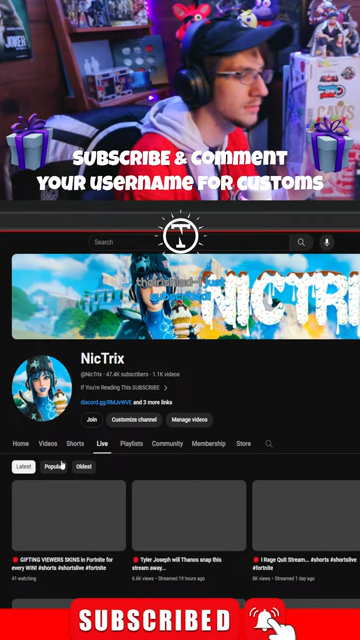 SUBSCRIBE & Comment
YOUR USERNAME FOR CUSTOMS
T
Search
subscribed!
NICTRIX
NicTrix
@NicTrix · 47.4K subscribers · 1.1K videos
If You're Reading This SUBSCRIBE
discord.gg/RMJvWVE and 3 more links
Join Customize channel Manage videos
Home Videos Shorts Live Playlists Community Membership Store
Latest Popular Oldest
GIFTING VIEWERS SKINS in Fortnite for
every WIN! #shorts #shortslive #fortnite
41 watching
Tyler Joseph will Thanos snap this
stream away...
6.6K views · Streamed 19 hours ago
I Rage Quit Stream... #shorts #shortslive
#fortnite
8K views · Streamed 1 day ago
SUBSCRIBED